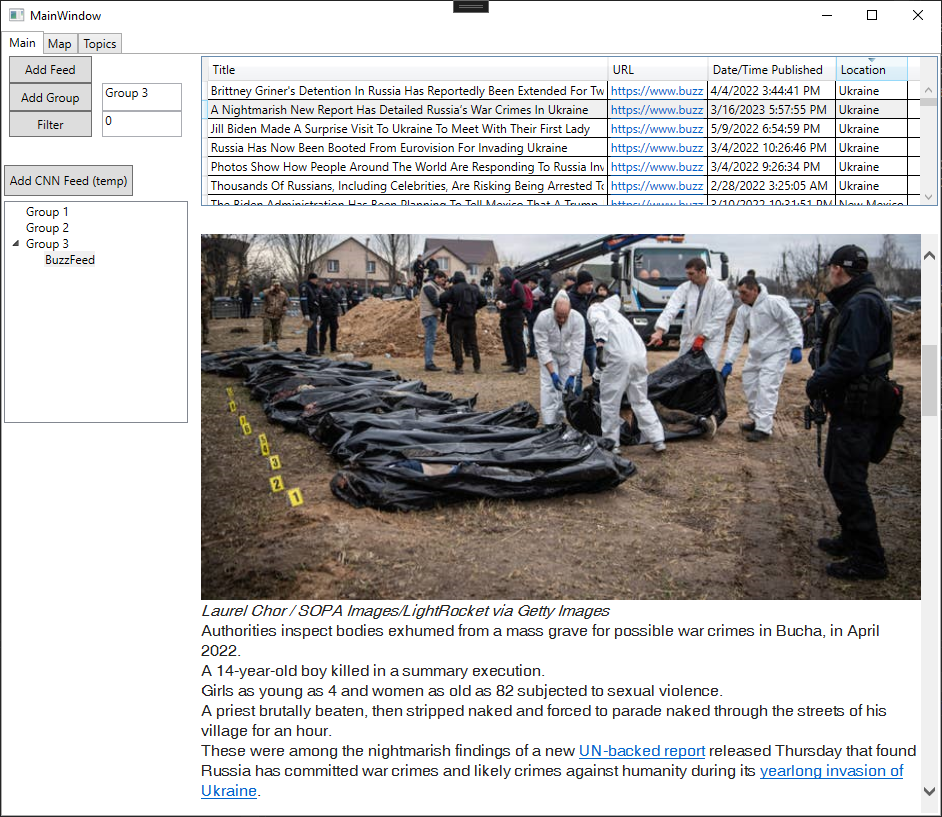 MainWindow
Main Map Topics
Add Feed
Add Group Group 3
Filter 0
Add CNN Feed (temp)
Group 1
Group 2
Group 3
BuzzFeed
Title URL Date/Time Published Location
Brittney Griner's Detention In Russia Has Reportedly Been Extended For Tw https://www.buzz 4/4/2022 3:44:41 PM Ukraine
A Nightmarish New Report Has Detailed Russia's War Crimes In Ukraine https://www.buzz 3/16/2023 5:57:55 PM Ukraine
Jill Biden Made A Surprise Visit To Ukraine To Meet With Their First Lady https://www.buzz 5/9/2022 6:54:59 PM Ukraine
Russia Has Now Been Booted From Eurovision For Invading Ukraine https://www.buzz 3/4/2022 10:26:46 PM Ukraine
Photos Show How People Around The World Are Responding To Russia Inv https://www.buzz 3/4/2022 9:26:34 PM Ukraine
Thousands Of Russians, Including Celebrities, Are Risking Being Arrested To https://www.buzz 2/28/2022 3:25:05 AM Ukraine
The Biden Administration Has Been Planning To Tell Mexico That A Trump https://www.buzz 3/10/2022 10:31:51 PM New Mexico
3
2
1
Laurel Chor / SOPA Images/LightRocket via Getty Images
Authorities inspect bodies exhumed from a mass grave for possible war crimes in Bucha, in April
2022.
A 14-year-old boy killed in a summary execution.
Girls as young as 4 and women as old as 82 subjected to sexual violence.
A priest brutally beaten, then stripped naked and forced to parade naked through the streets of his
village for an hour.
These were among the nightmarish findings of a new UN-backed report released Thursday that found
Russia has committed war crimes and likely crimes against humanity during its yearlong invasion of
Ukraine.